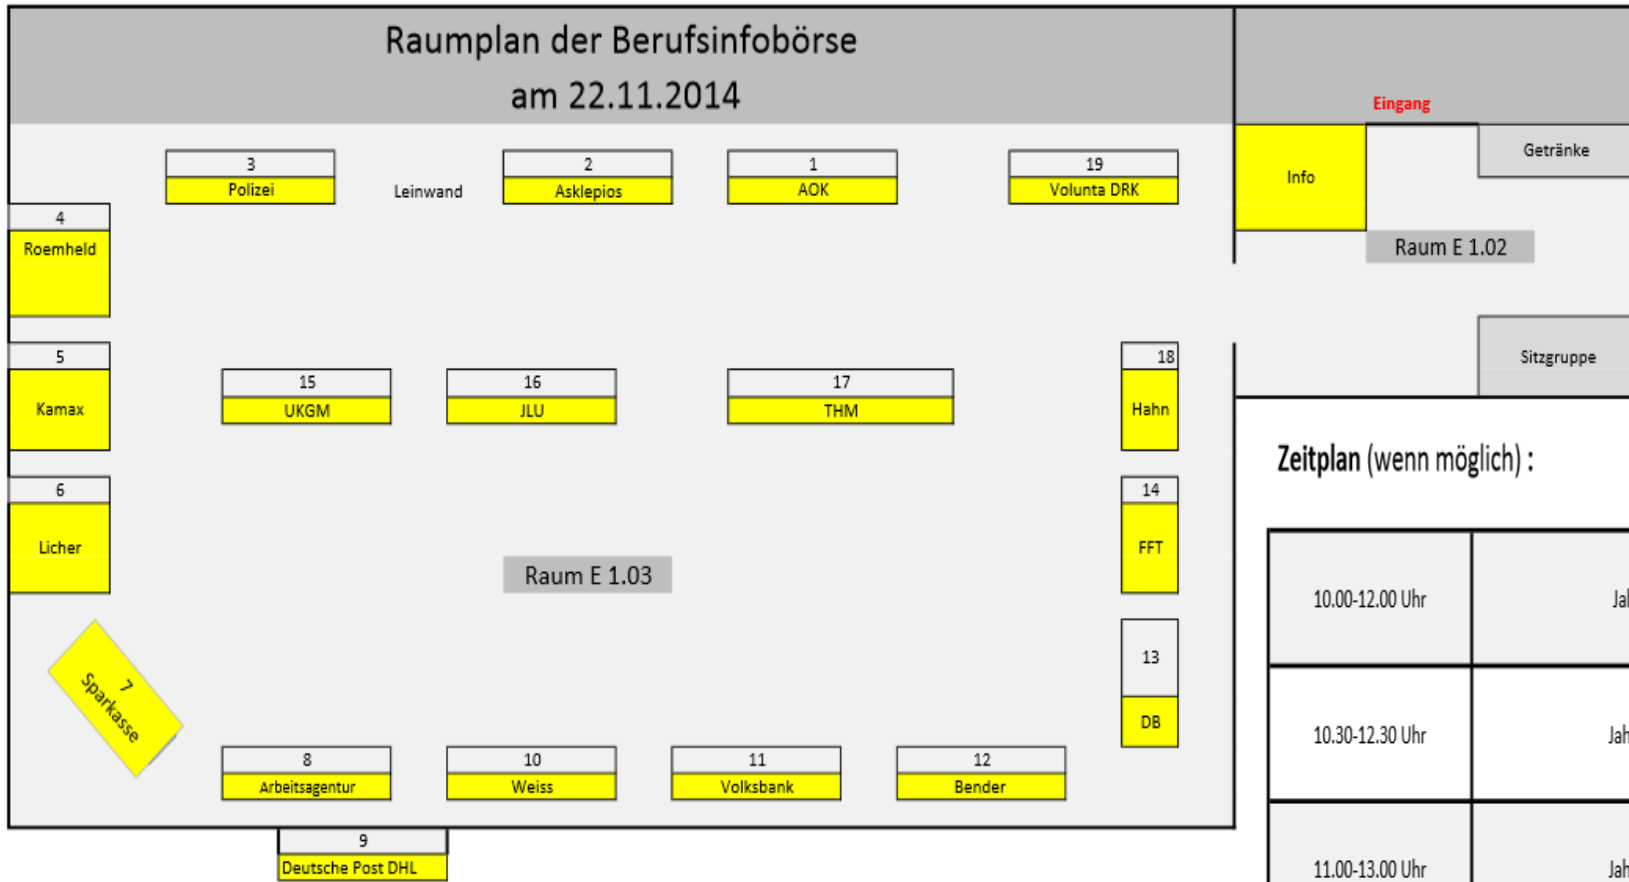 Raumplan der Berufsinfobörse
am 22.11.2014
Eingang
3
Polizei
Leinwand
2
Asklepios
1
AOK
19
Volunta DRK
Info
Getränke
Raum E 1.02
Sitzgruppe
4
Roemheld
5
Kamax
15
UKGM
16
JLU
17
THM
18
Hahn
6
Licher
14
FFT
Raum E 1.03
7
Sparkasse
13
DB
8
Arbeitsagentur
10
Weiss
11
Volksbank
12
Bender
9
Deutsche Post DHL
Zeitplan (wenn möglich) :
10.00-12.00 Uhr
10.30-12.30 Uhr
11.00-13.00 Uhr